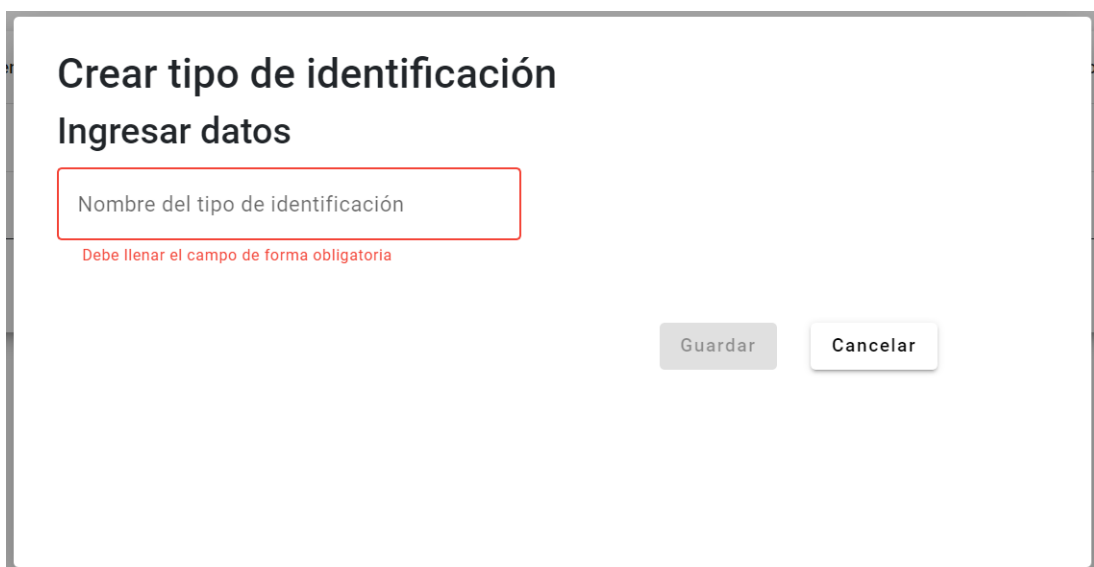 Crear tipo de identificación
Ingresar datos
Nombre del tipo de identificación
Debe llenar el campo de forma obligatoria
Guardar Cancelar